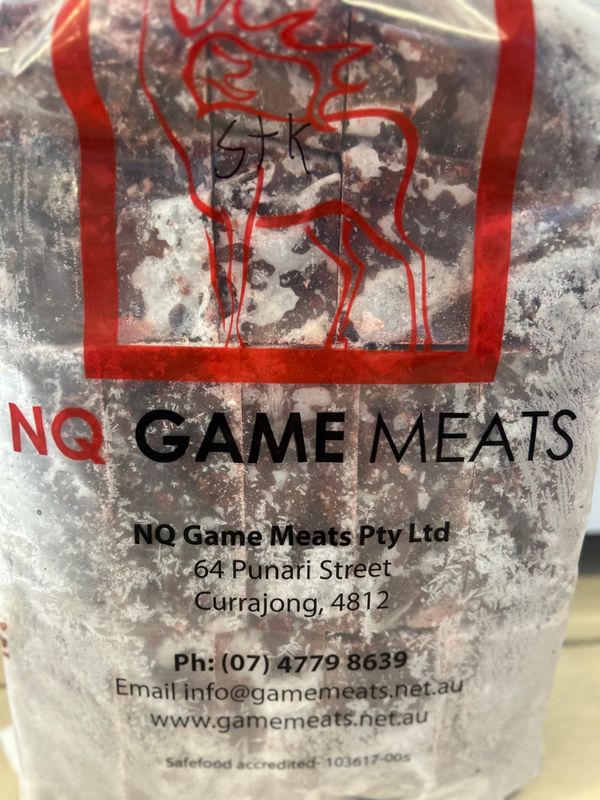 Stk
NQ GAME MEATS
NQ Game Meats Pty Ltd
64 Punari Street
Currajong, 4812
Ph: (07) 4779 8639
Email info@gamemeats.net.au
www.gamemeats.net.au
Safefood accredited- 103617-005